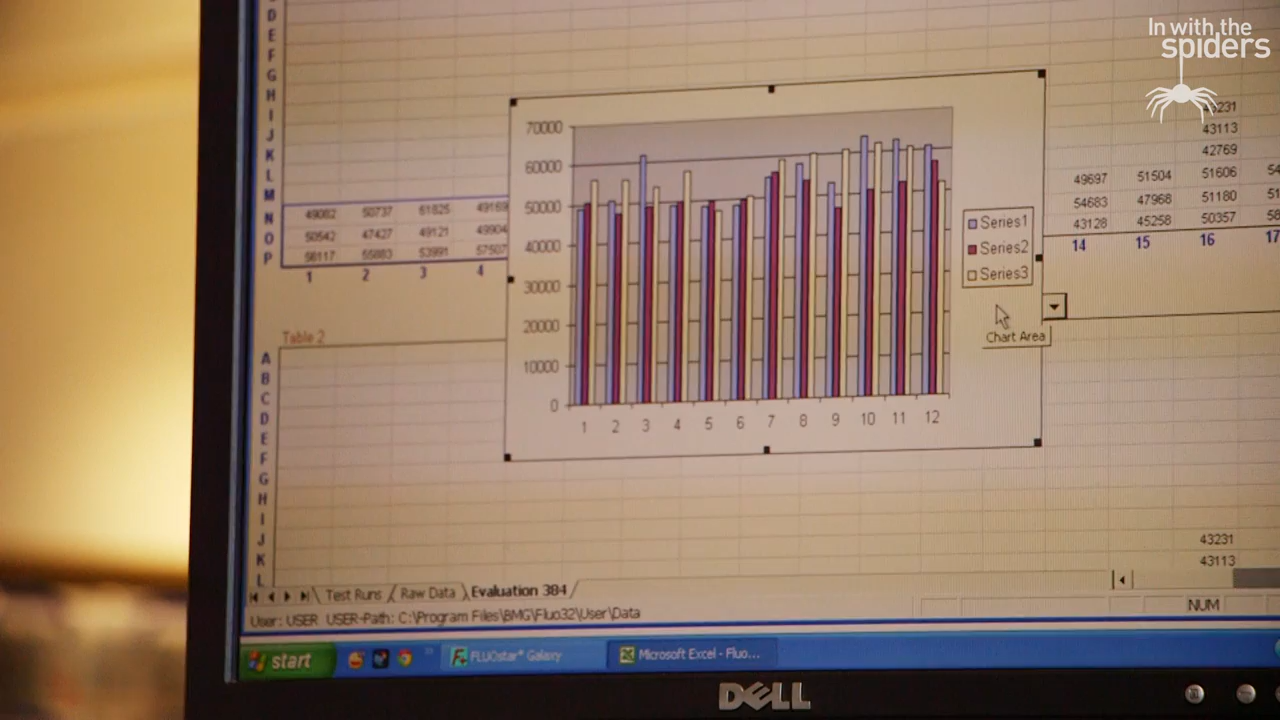 In with the
spiders
D
E
F
G
H
I
J
K
L
M
N
O
P
49082 50737 61825 49169
50542 47427 49121 49904
56117 55883 53991 57507
1 2 3 4
70000
60000
50000
40000
30000
20000
10000
0
1 2 3 4 5 6 7 8 9 10 11 12
Series1
Series2
Series3
Chart Area
43113
42769
49697 51504 51606
54683 47968 51180
43128 45258 50357
14 15 16 17
Table 2
A
B
C
D
E
F
G
H
I
J
K
L
43231
43113
Test Runs Raw Data Evaluation 384
User: USER USER-Path: C:\Program Files\BMG\Fluo32\User\Data
NUM
start
FLUOstar* Galaxy
Microsoft Excel - Fluo...
DELL